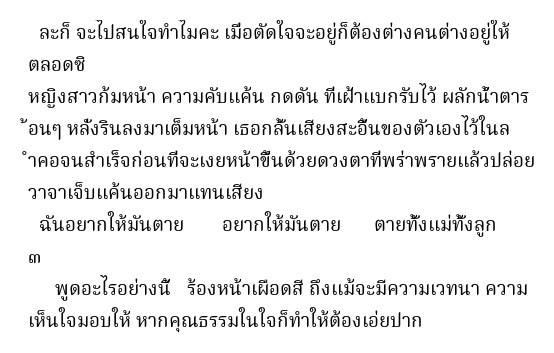 ละก็ จะไปสนใจทำไมคะ เมื่อตัดใจจะอยู่ก็ต้องต่างคนต่างอยู่ให้
ตลอดซิ
หญิงสาวก้มหน้า ความคับแค้น กดดัน ที่เฝ้าแบกรับไว้ ผลักน้ำตาร
้อนๆ หลั่งรินลงมาเต็มหน้า เธอกลั้นเสียงสะอื้นของตัวเองไว้ในล
ำคอจนสำเร็จก่อนที่จะเงยหน้าขึ้นด้วยดวงตาที่พร่าพรายแล้วปล่อย
วาจาเจ็บแค้นออกมาแทนเสียง
ฉันอยากให้มันตาย อยากให้มันตาย ตายทั้งแม่ทั้งลูก
๓
พูดอะไรอย่างนี้ ร้องหน้าเผือดสี ถึงแม้จะมีความเวทนา ความ
เห็นใจมอบให้ หากคุณธรรมในใจก็ทำให้ต้องเอ่ยปาก